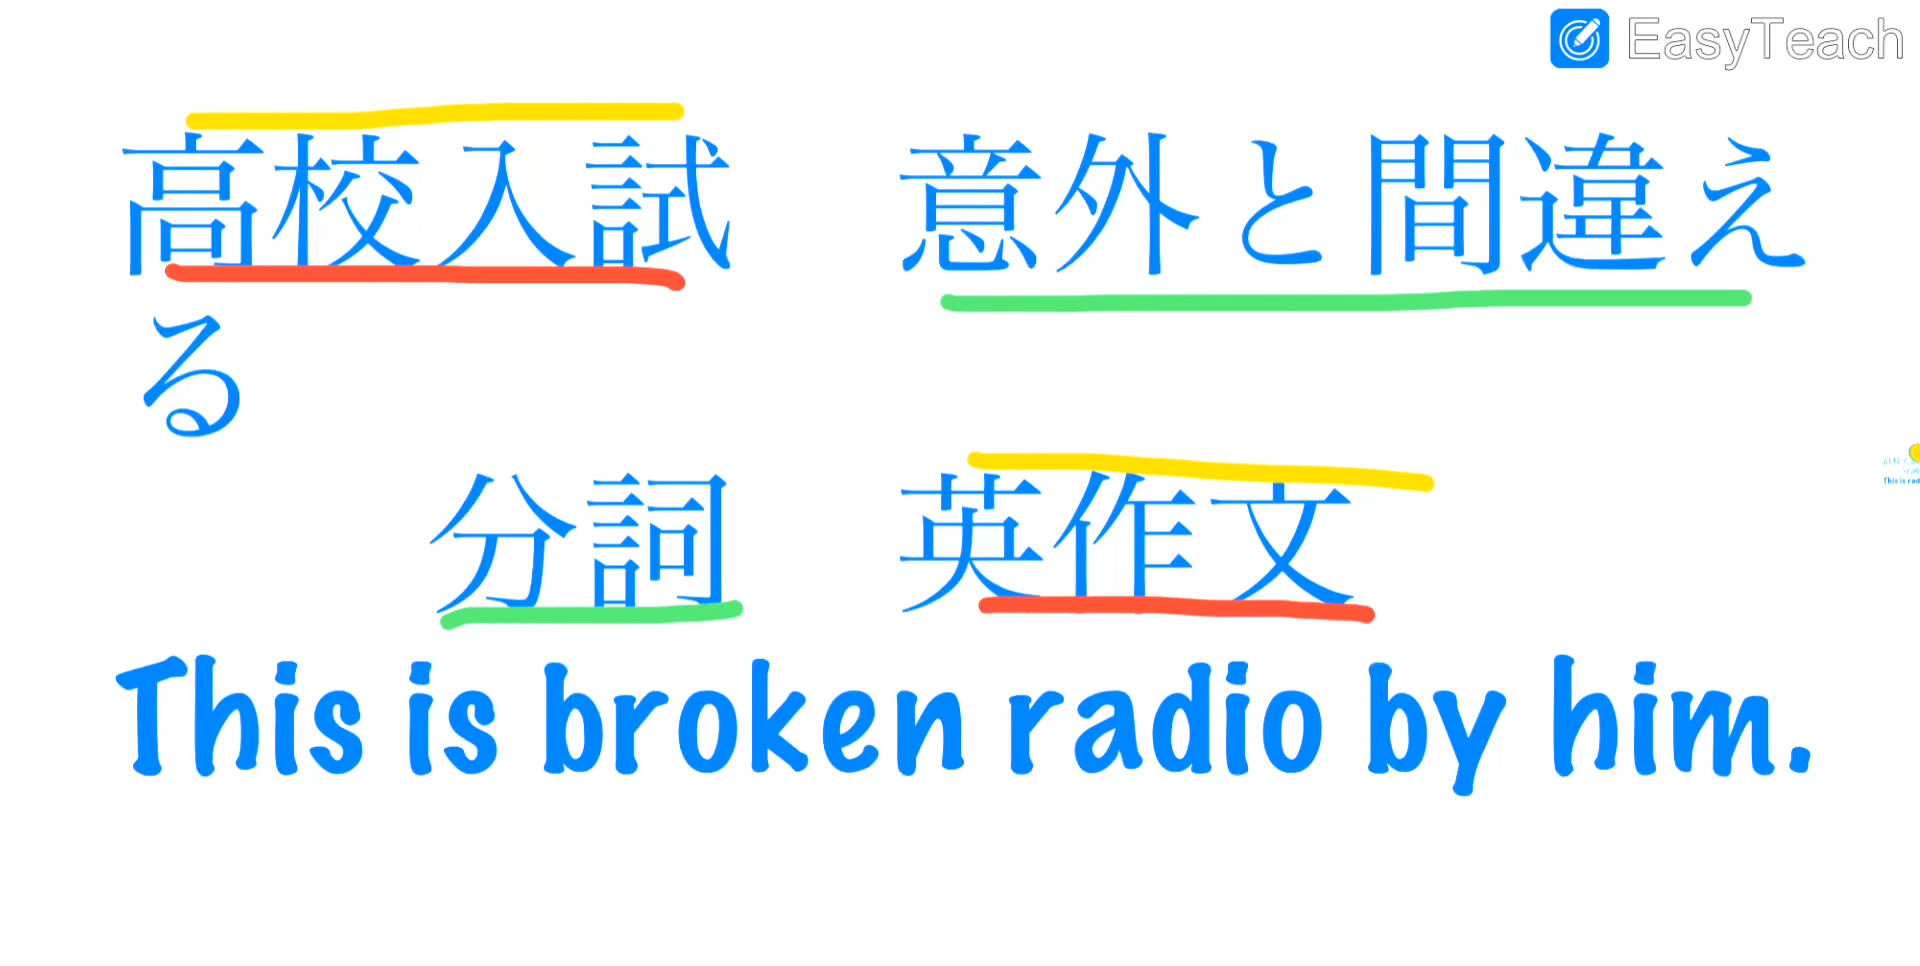 EasyTeach
高校入試　意外と間違え
る
分詞　英作文
This is broken radio by him.